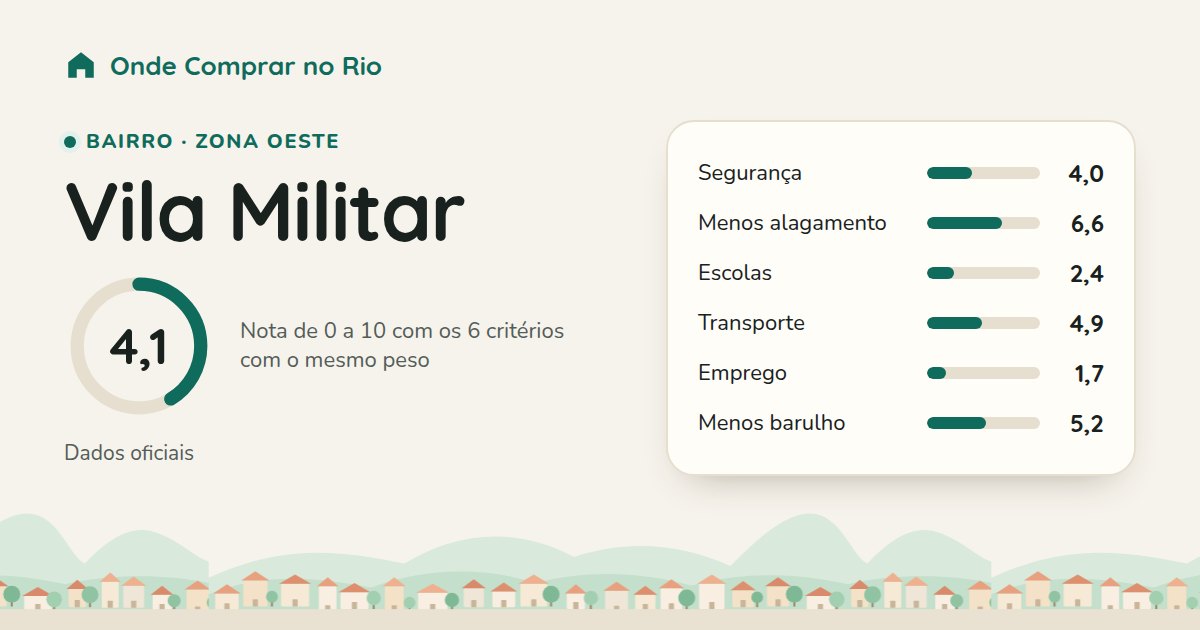 Onde Comprar no Rio
BAIRRO · ZONA OESTE
Vila Militar
4,1
Nota de 0 a 10 com os 6 critérios
com o mesmo peso
Dados oficiais
Segurança 4,0
Menos alagamento 6,6
Escolas 2,4
Transporte 4,9
Emprego 1,7
Menos barulho 5,2